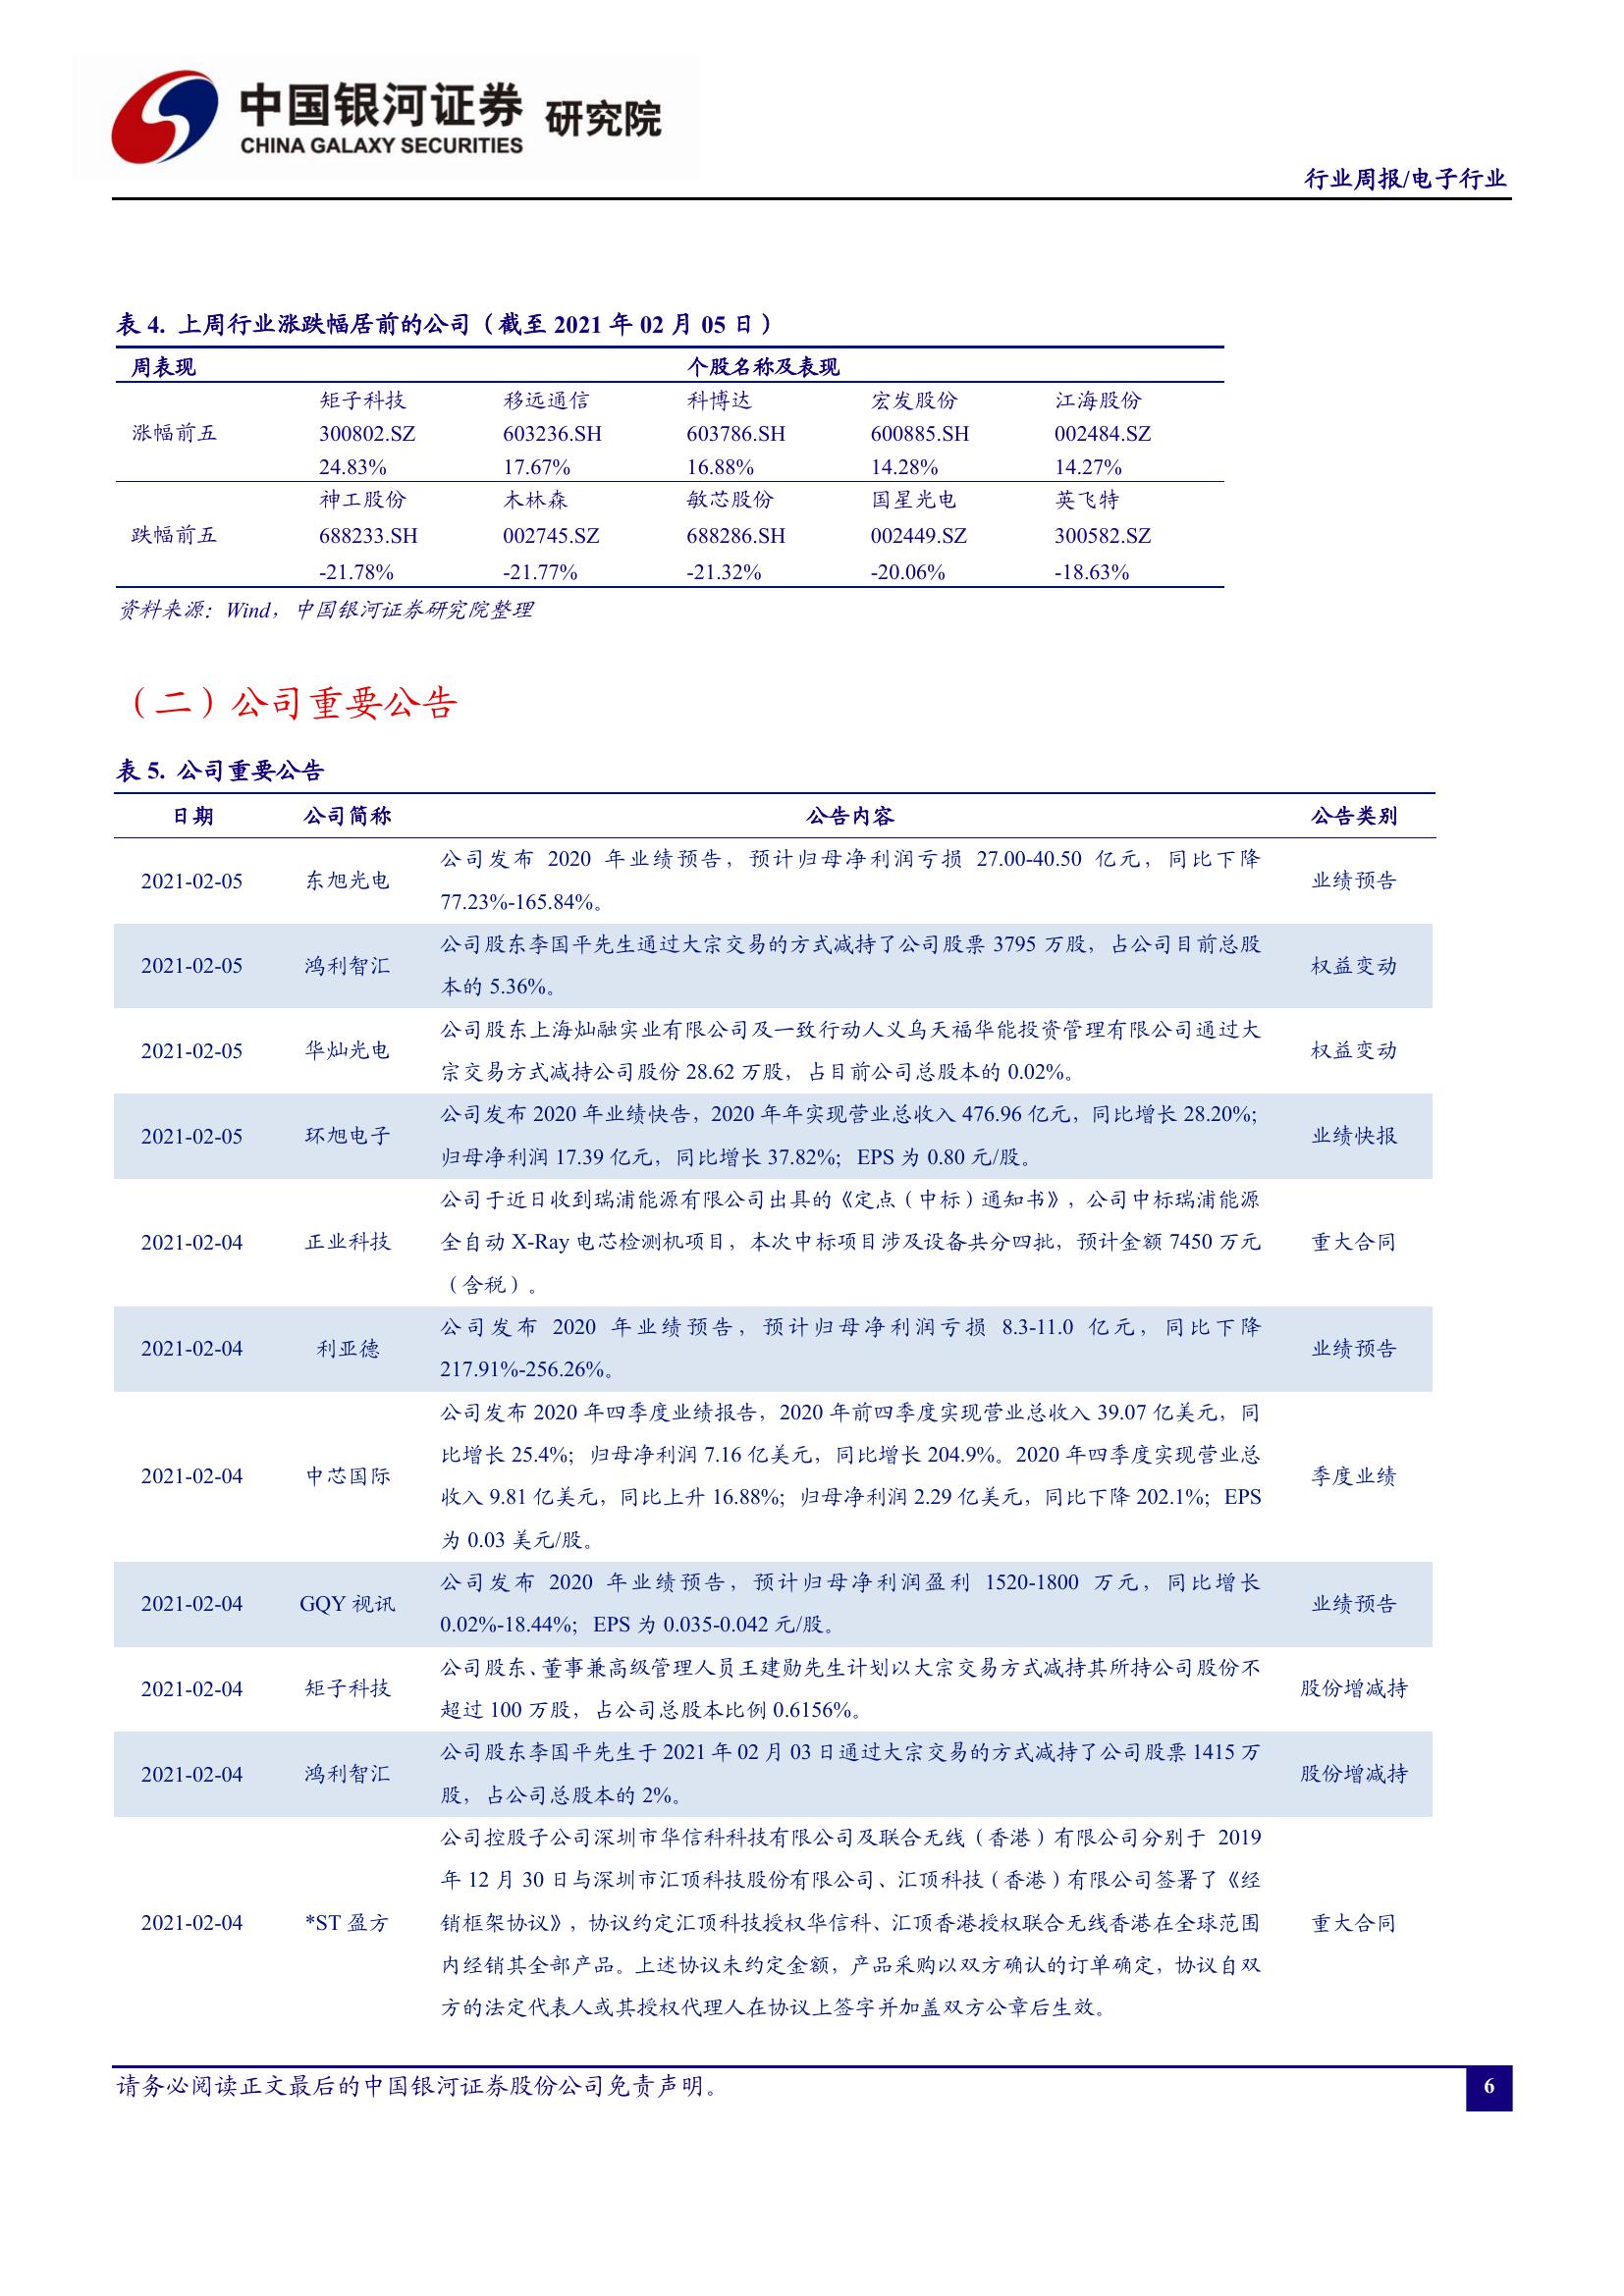 中国银河证券 研究院
CHINA GALAXY SECURITIES
行业周报/电子行业
表 4. 上周行业涨跌幅居前的公司（截至 2021 年 02 月 05 日）
周表现 个股名称及表现
矩子科技 移远通信 科博达 宏发股份 江海股份
涨幅前五 300802.SZ 603236.SH 603786.SH 600885.SH 002484.SZ
24.83% 17.67% 16.88% 14.28% 14.27%
神工股份 木林森 敏芯股份 国星光电 英飞特
跌幅前五 688233.SH 002745.SZ 688286.SH 002449.SZ 300582.SZ
-21.78% -21.77% -21.32% -20.06% -18.63%
资料来源：Wind，中国银河证券研究院整理
（二）公司重要公告
表 5. 公司重要公告
日期 公司简称 公告内容 公告类别
公司发布 2020 年业绩预告，预计归母净利润亏损 27.00-40.50 亿元，同比下降
2021-02-05 东旭光电 业绩预告
77.23%-165.84%。
公司股东李国平先生通过大宗交易的方式减持了公司股票 3795 万股，占公司目前总股
2021-02-05 鸿利智汇 权益变动
本的 5.36%。
公司股东上海灿融实业有限公司及一致行动人义乌天福华能投资管理有限公司通过大
2021-02-05 华灿光电 权益变动
宗交易方式减持公司股份 28.62 万股，占目前公司总股本的 0.02%。
公司发布 2020 年业绩快告，2020 年年实现营业总收入 476.96 亿元，同比增长 28.20%；
2021-02-05 环旭电子 业绩快报
归母净利润 17.39 亿元，同比增长 37.82%；EPS 为 0.80 元/股。
公司于近日收到瑞浦能源有限公司出具的《定点（中标）通知书》，公司中标瑞浦能源
2021-02-04 正业科技 全自动 X-Ray 电芯检测机项目，本次中标项目涉及设备共分四批，预计金额 7450 万元 重大合同
（含税）。
公司发布 2020 年业绩预告，预计归母净利润亏损 8.3-11.0 亿元，同比下降
2021-02-04 利亚德 业绩预告
217.91%-256.26%。
公司发布 2020 年四季度业绩报告，2020 年前四季度实现营业总收入 39.07 亿美元，同
比增长 25.4%；归母净利润 7.16 亿美元，同比增长 204.9%。2020 年四季度实现营业总
2021-02-04 中芯国际 季度业绩
收入 9.81 亿美元，同比上升 16.88%；归母净利润 2.29 亿美元，同比下降 202.1%；EPS
为 0.03 美元/股。
公司发布 2020 年业绩预告，预计归母净利润盈利 1520-1800 万元，同比增长
2021-02-04 GQY 视讯 业绩预告
0.02%-18.44%；EPS 为 0.035-0.042 元/股。
公司股东、董事兼高级管理人员王建勋先生计划以大宗交易方式减持其所持公司股份不
2021-02-04 矩子科技 股份增减持
超过 100 万股，占公司总股本比例 0.6156%。
公司股东李国平先生于 2021 年 02 月 03 日通过大宗交易的方式减持了公司股票 1415 万
2021-02-04 鸿利智汇 股份增减持
股，占公司总股本的 2%。
公司控股子公司深圳市华信科科技有限公司及联合无线（香港）有限公司分别于 2019
年 12 月 30 日与深圳市汇顶科技股份有限公司、汇顶科技（香港）有限公司签署了《经
2021-02-04 *ST 盈方 销框架协议》，协议约定汇顶科技授权华信科、汇顶香港授权联合无线香港在全球范围 重大合同
内经销其全部产品。上述协议未约定金额，产品采购以双方确认的订单确定，协议自双
方的法定代表人或其授权代理人在协议上签字并加盖双方公章后生效。
请务必阅读正文最后的中国银河证券股份公司免责声明。
6